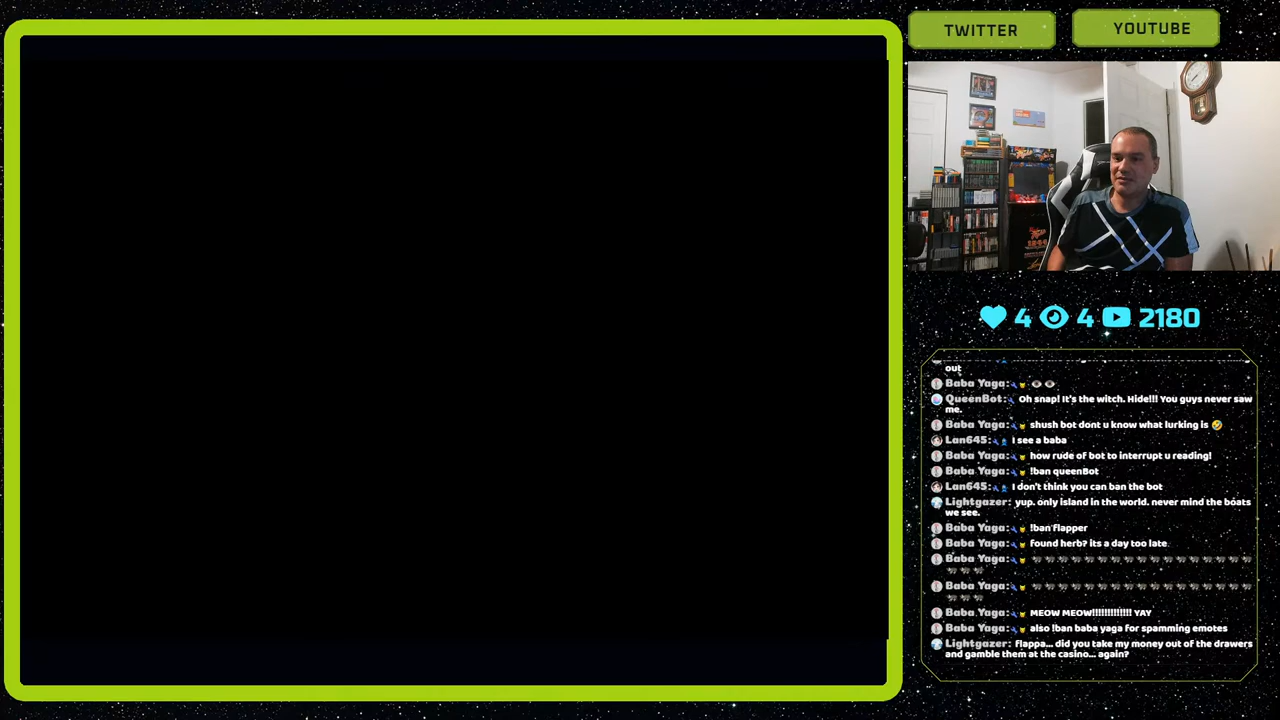 TWITTER
YOUTUBE
4 4 2180
out
Baba Yaga:
QueenBot: Oh snap! It's the witch. Hide!!! You guys never saw
me.
Baba Yaga: shush bot dont u know what lurking is
Lan645: i see a baba
Baba Yaga: how rude of bot to interrupt u reading!
Baba Yaga: !ban queenBot
Lan645: I don't think you can ban the bot
Lightgazer: yup. only island in the world. never mind the boats
we see.
Baba Yaga: !ban flapper
Baba Yaga: found herb? its a day too late
Baba Yaga:
Baba Yaga:
Baba Yaga: MEOW MEOW!!!!!!!!!!!!! YAY
Baba Yaga: also !ban baba yaga for spamming emotes
Lightgazer: flappa... did you take my money out of the drawers
and gamble them at the casino... again?